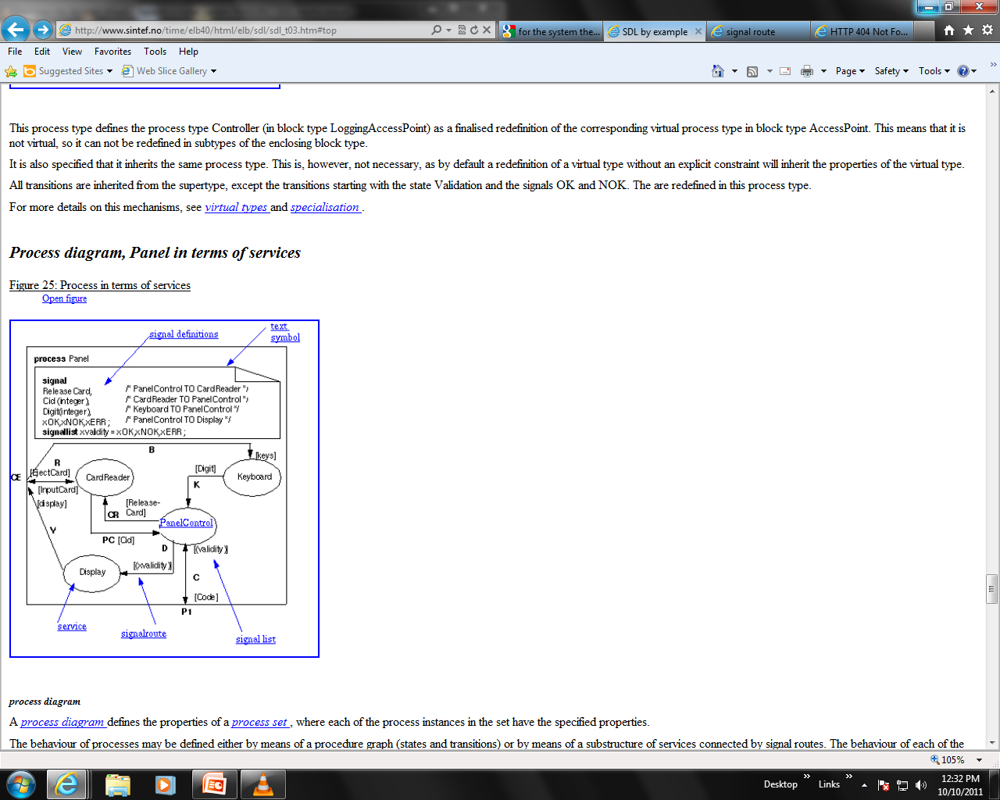 http://www.sintef.no/time/elb40/html/elb/sdl/sdl_t03.htm#top
for the system the...
SDL by example
signal route
HTTP 404 Not Fo...
File Edit View Favorites Tools Help
Suggested Sites
Web Slice Gallery
Page
Safety
Tools
This process type defines the process type Controller (in block type LoggingAccessPoint) as a finalised redefinition of the corresponding virtual process type in block type AccessPoint. This means that it is
not virtual, so it can not be redefined in subtypes of the enclosing block type.
It is also specified that it inherits the same process type. This is, however, not necessary, as by default a redefinition of a virtual type without an explicit constraint will inherit the properties of the virtual type.
All transitions are inherited from the supertype, except the transitions starting with the state Validation and the signals OK and NOK. The are redefined in this process type.
For more details on this mechanisms, see virtual types and specialisation .
Process diagram, Panel in terms of services
Figure 25: Process in terms of services
Open figure
signal definitions
text
symbol
process Panel
signal
Release Card, /* PanelControl TO CardReader */
Cid (integer), /* CardReader TO PanelControl */
Digit(integer), /* Keyboard TO PanelControl */
xOK,xNOK,xERR ; /* PanelControl TO Display */
signallist xvalidity = xOK,xNOK,xERR ;
B
[keys]
R
[EjectCard]
CE
CardReader
[Digit]
Keyboard
K
[InputCard]
[display]
[Release-
Card]
CR
PanelControl
V
PC [Cid]
D
[(validity)]
[(xvalidity)]
Display
C
[Code]
P1
service
signalroute
signal list
process diagram
A process diagram defines the properties of a process set , where each of the process instances in the set have the specified properties.
The behaviour of processes may be defined either by means of a procedure graph (states and transitions) or by means of a substructure of services connected by signal routes. The behaviour of each of the
105%
Desktop
Links
12:32 PM
10/10/2011